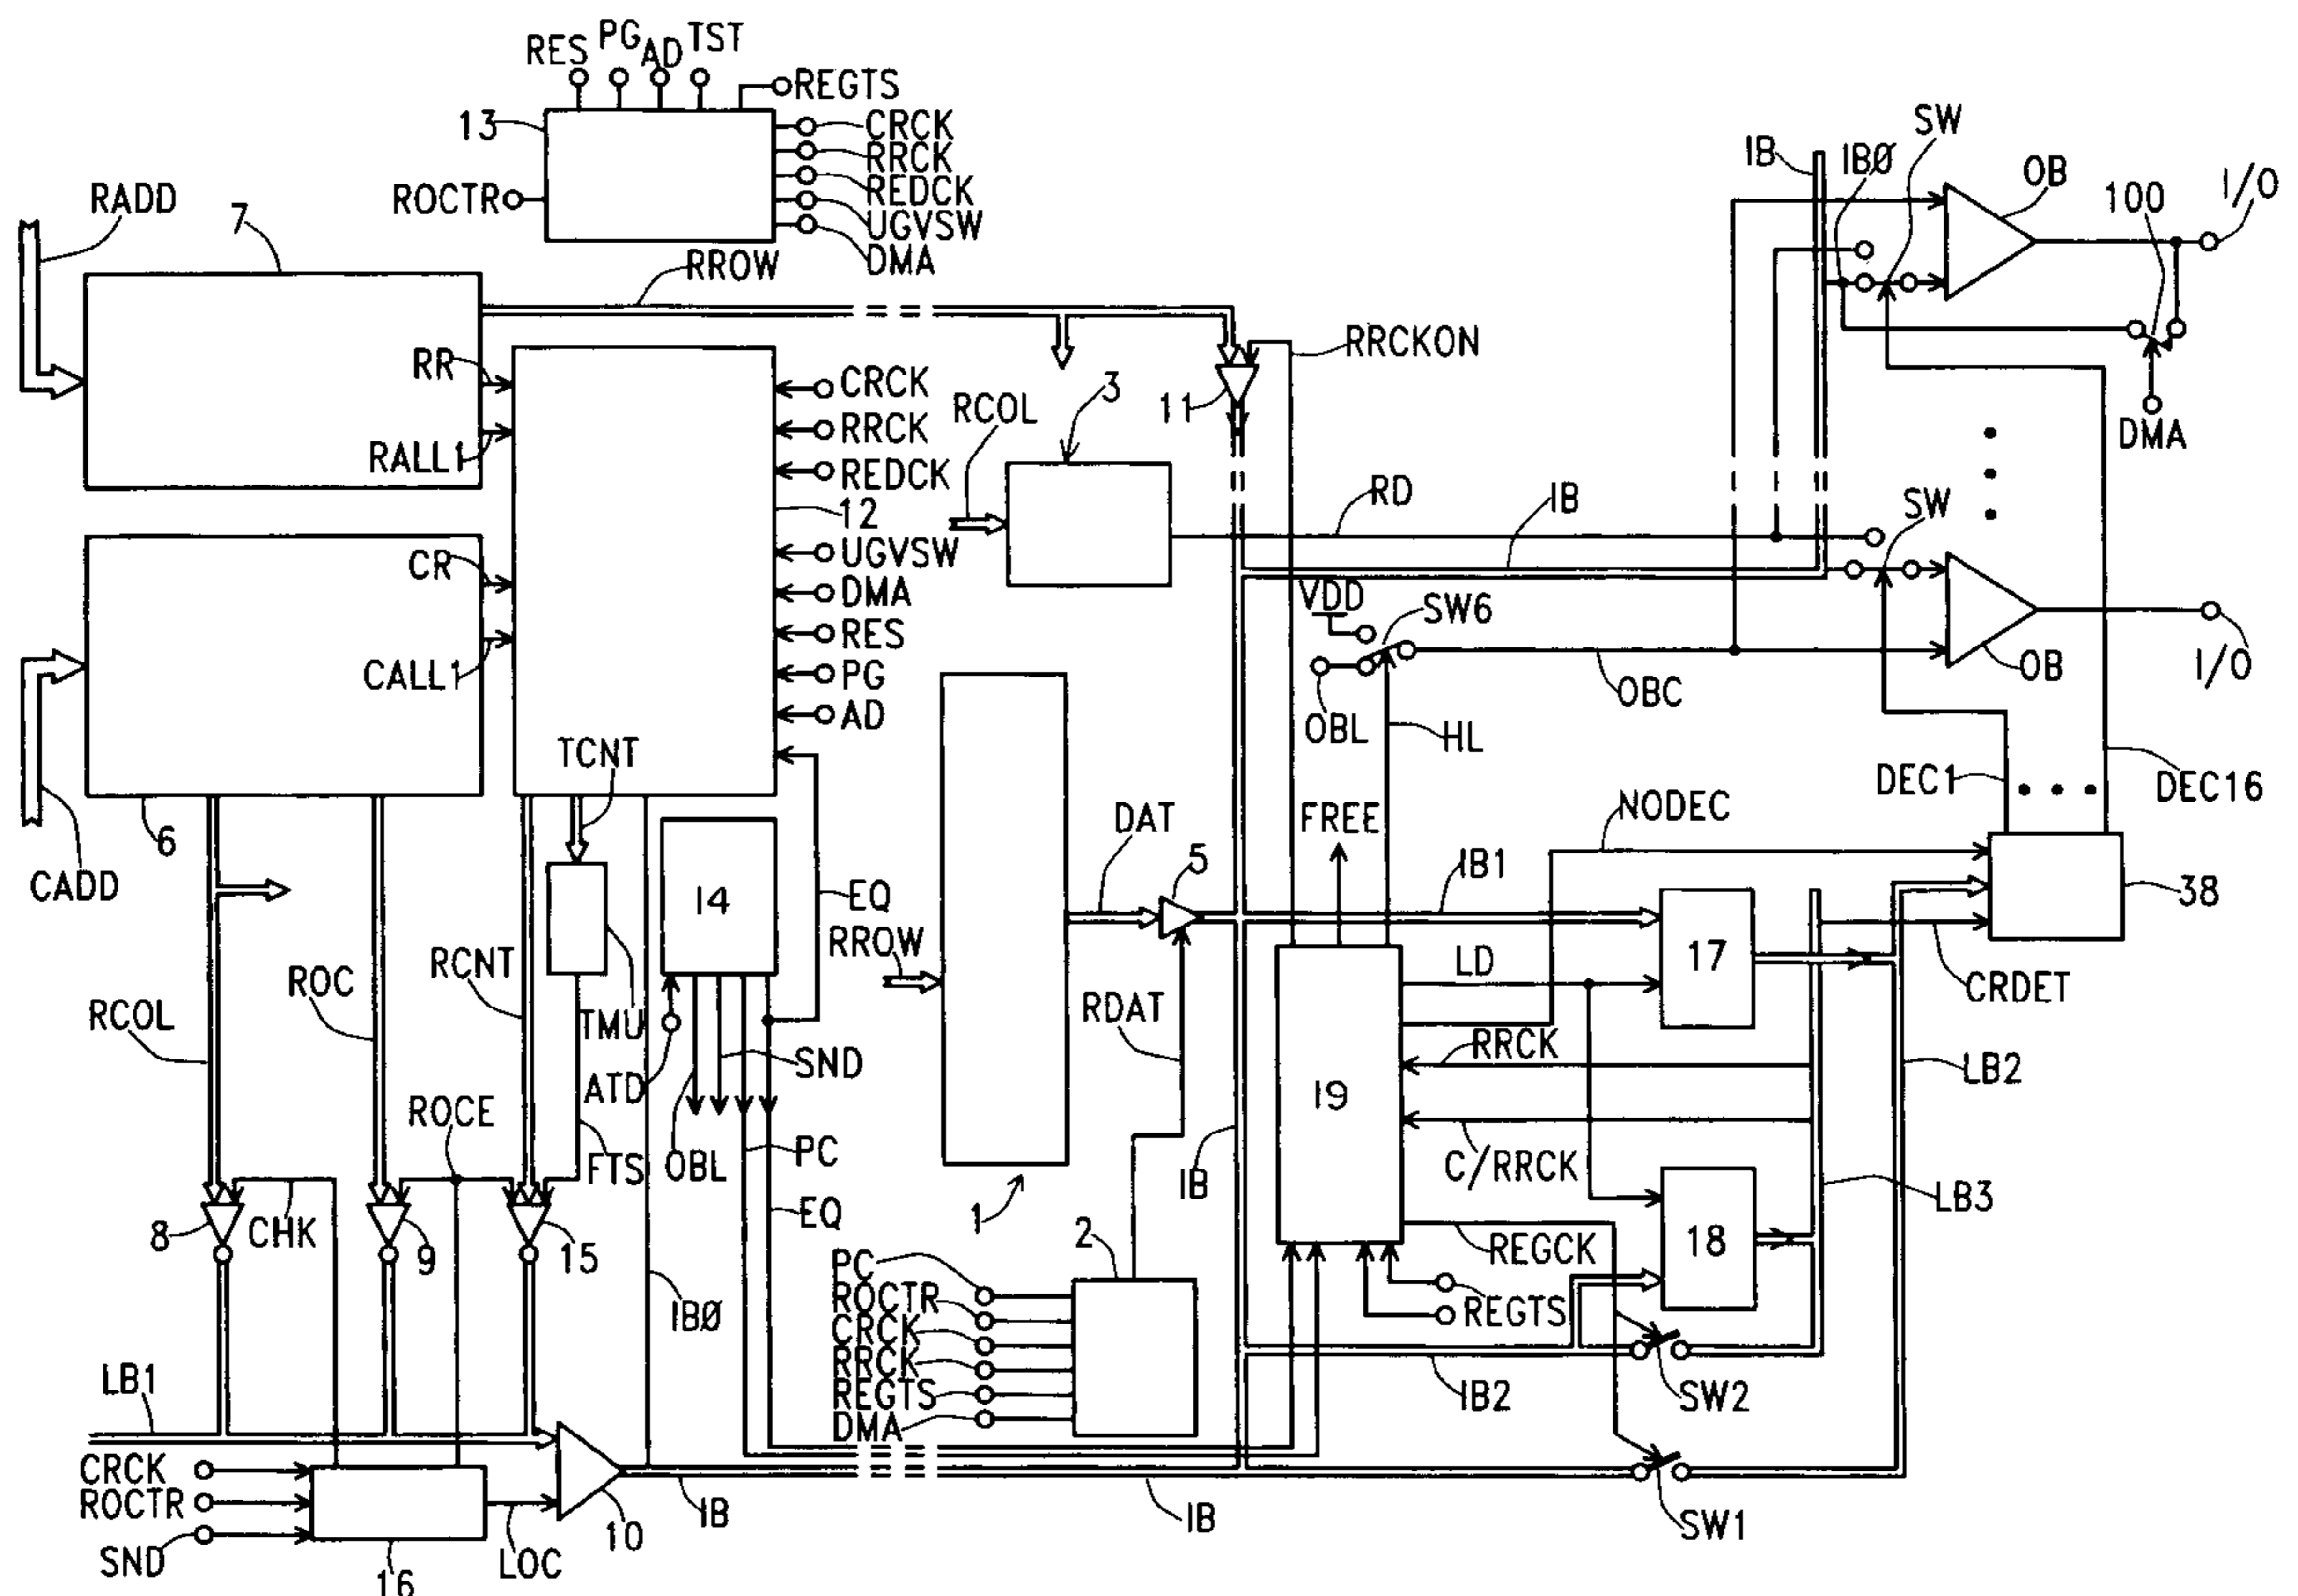 RES PG AD TST
REGTS
13
CRCK
RRCK
REDCK
UGVSW
DMA
ROCTR
RADD
7
RROW
RR
RALL1
CR
CALL1
CADD
6
CRCK
RRCK
REDCK
12
UGVSW
DMA
RES
PG
AD
TCNT
14
EQ
RCOL
3
11
RRCKON
RD
IB
IB
IBØ
SW
OB
100
I/O
DMA
SW
OB
I/O
VDD
SW6
OBL
OBC
HL
DEC1
DEC16
NODEC
FREE
DAT
5
IB1
38
RROW
RDAT
LD
17
CRDET
RRCK
19
C/RRCK
LB2
LB3
18
REGCK
REGTS
1
IB
2
PC
ROCTR
CRCK
RRCK
REGTS
DMA
IB2
SW2
SW1
RCOL
ROC
RCNT
TMU
ATD
SND
OBL
PC
EQ
FTS
ROCE
8
CHK
9
15
IBØ
LB1
CRCK
ROCTR
SND
16
LOC
10
IB
IB